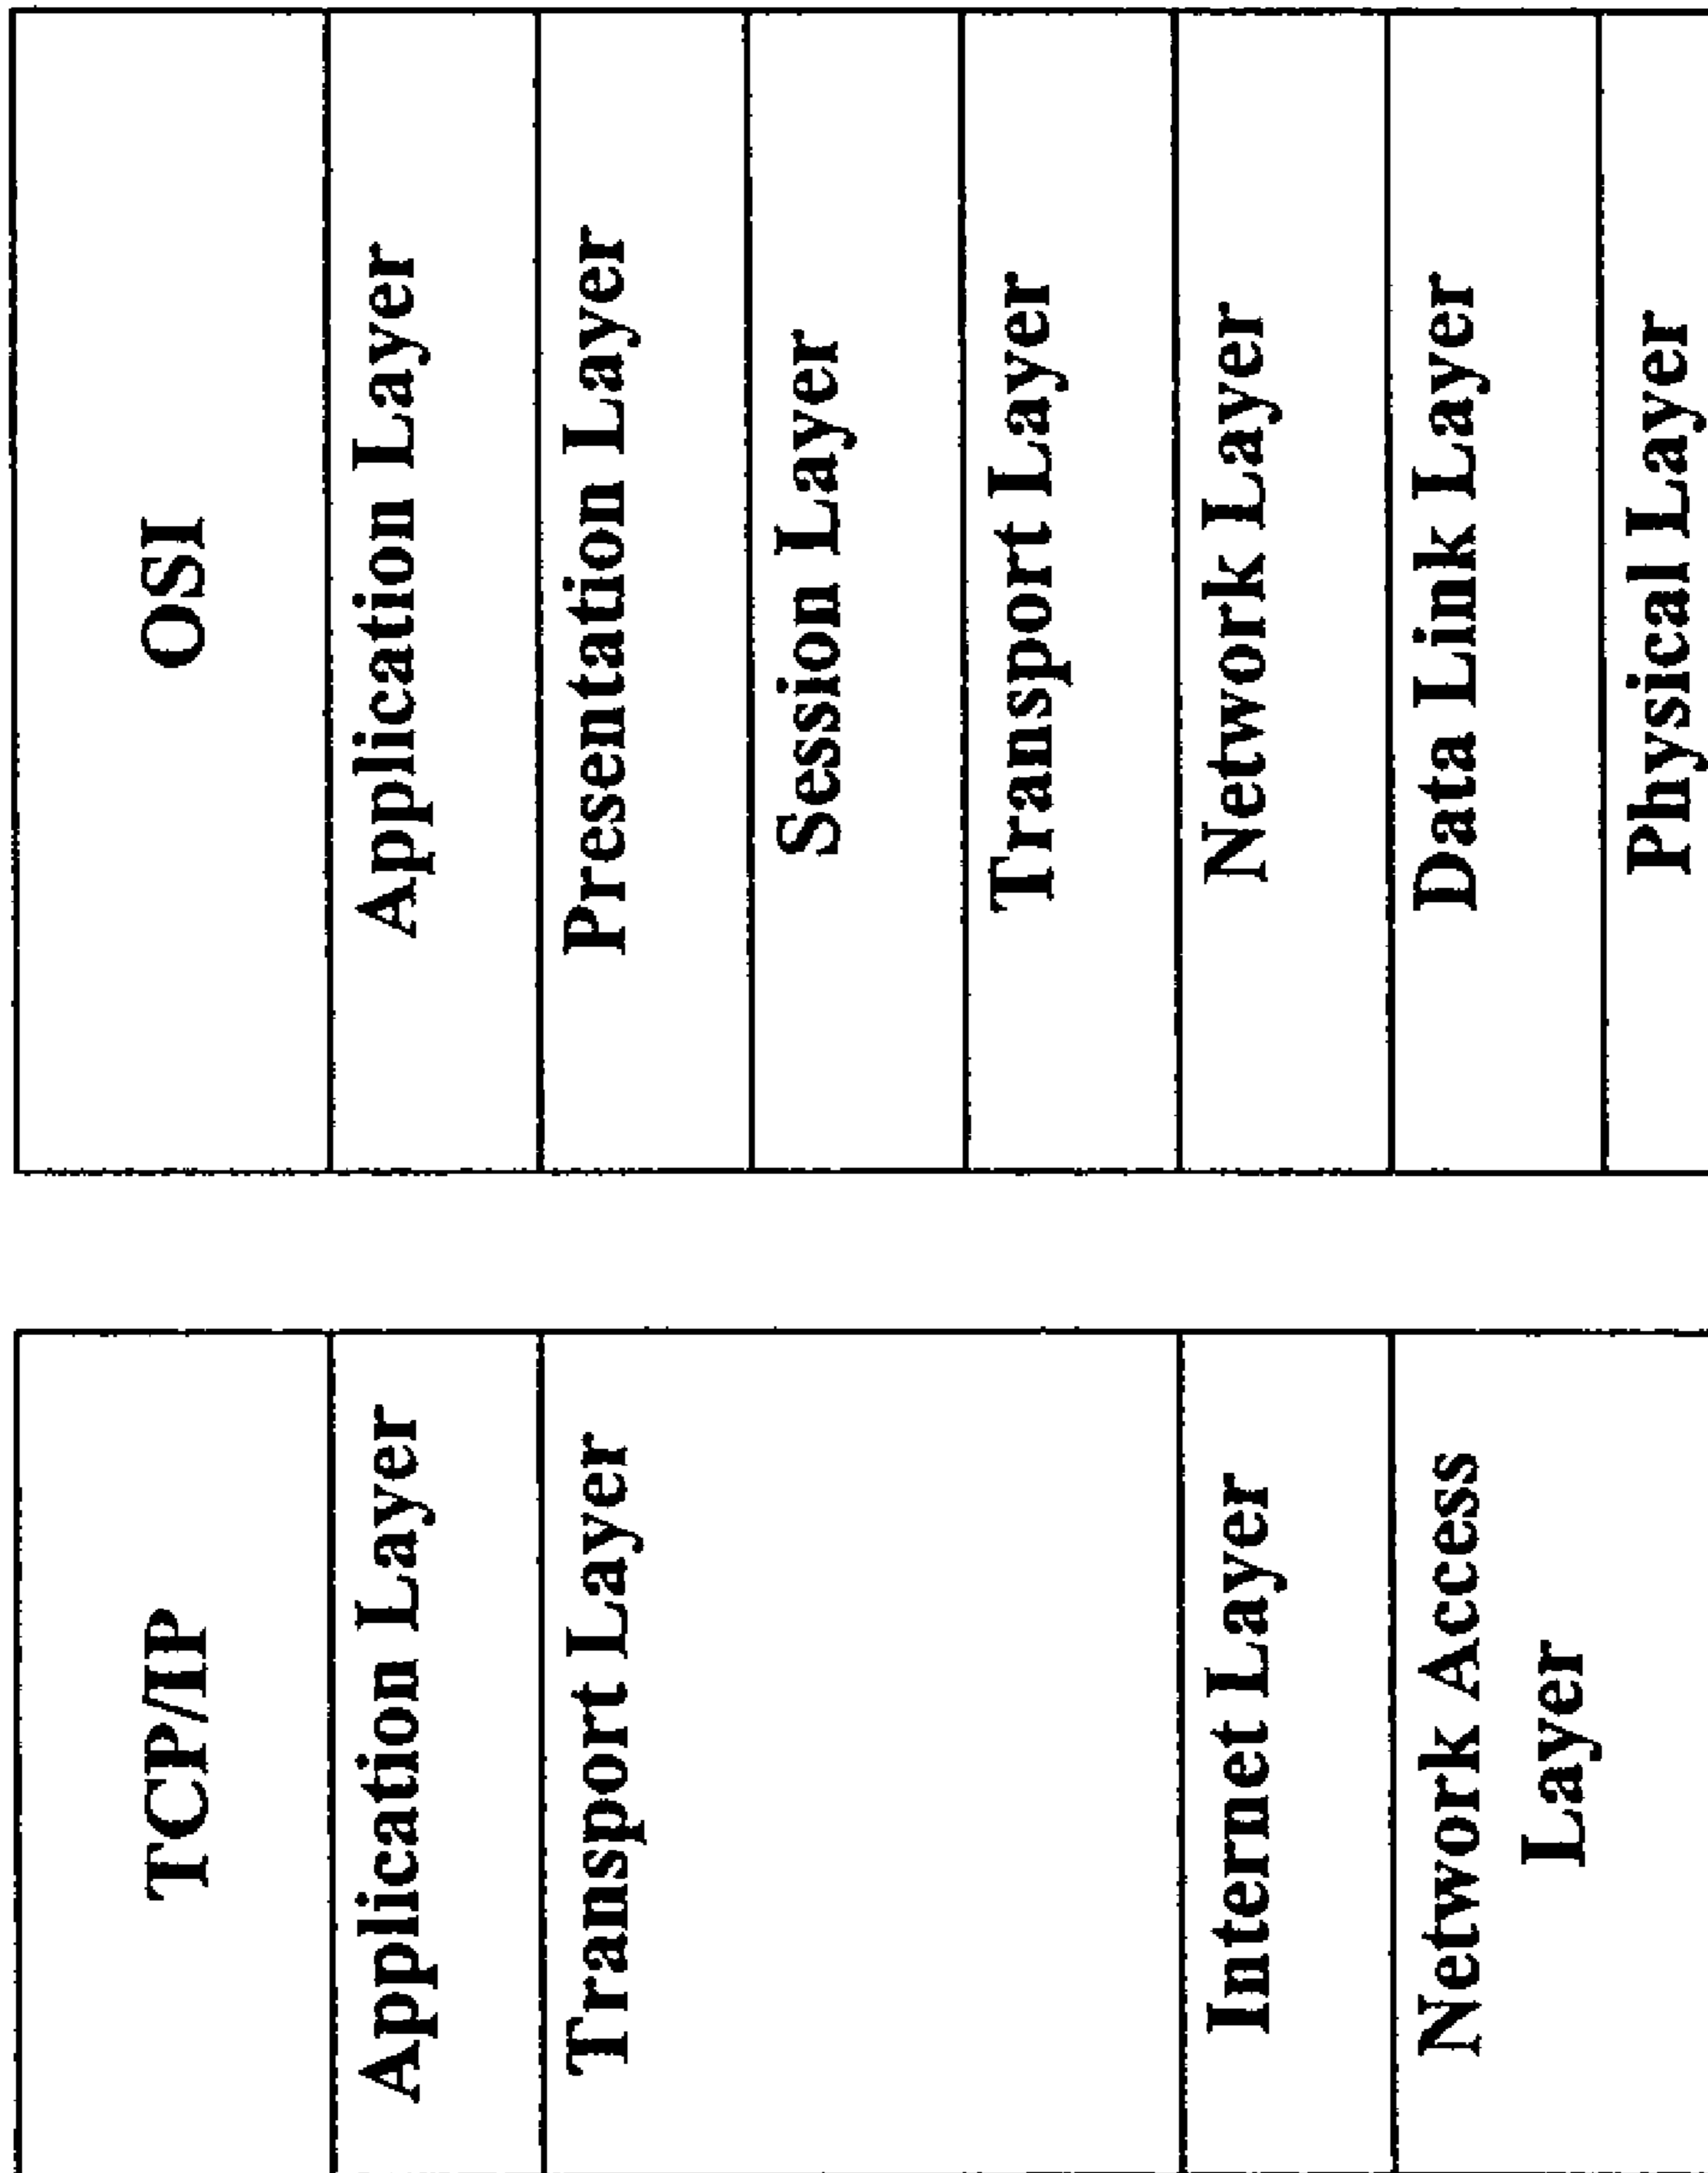 TCP/IP
Application Layer
Transport Layer
Internet Layer
Network Access
Layer
OSI
Application Layer
Presentation Layer
Session Layer
Transport Layer
Network Layer
Data Link Layer
Physical Layer